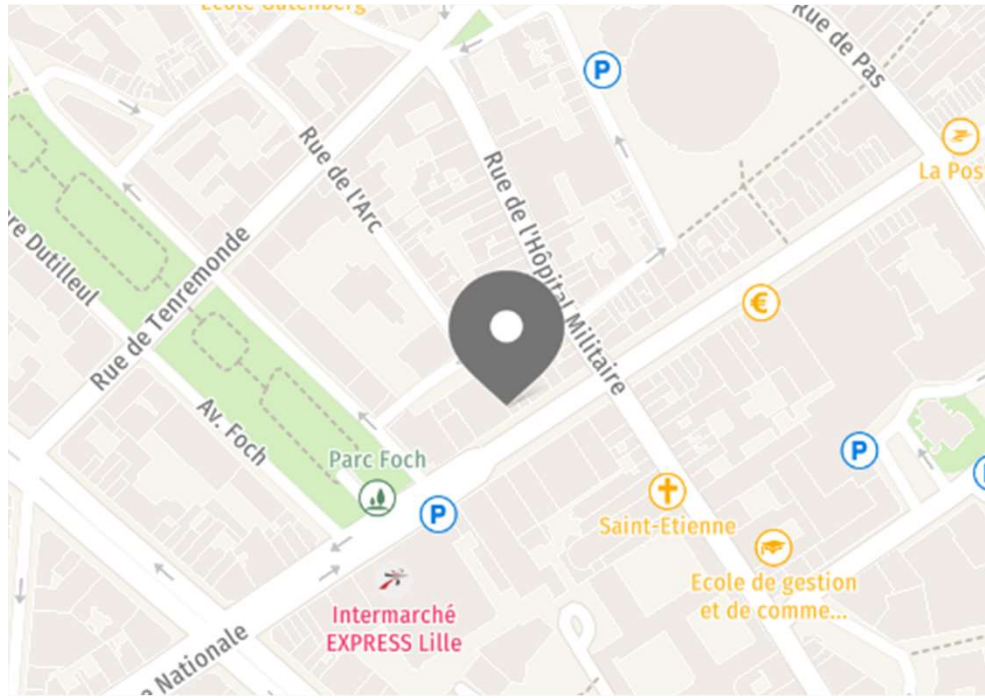 Ecole Gutenberg
Rue de Pas
P
La Pos
Rue de l'Arc
Rue de l'Hôpital Militaire
re Dutilleul
Rue de Tenremonde
€
Av. Foch
Parc Foch
P
P
Saint-Etienne
Ecole de gestion
et de comme...
Intermarché
EXPRESS Lille
e Nationale